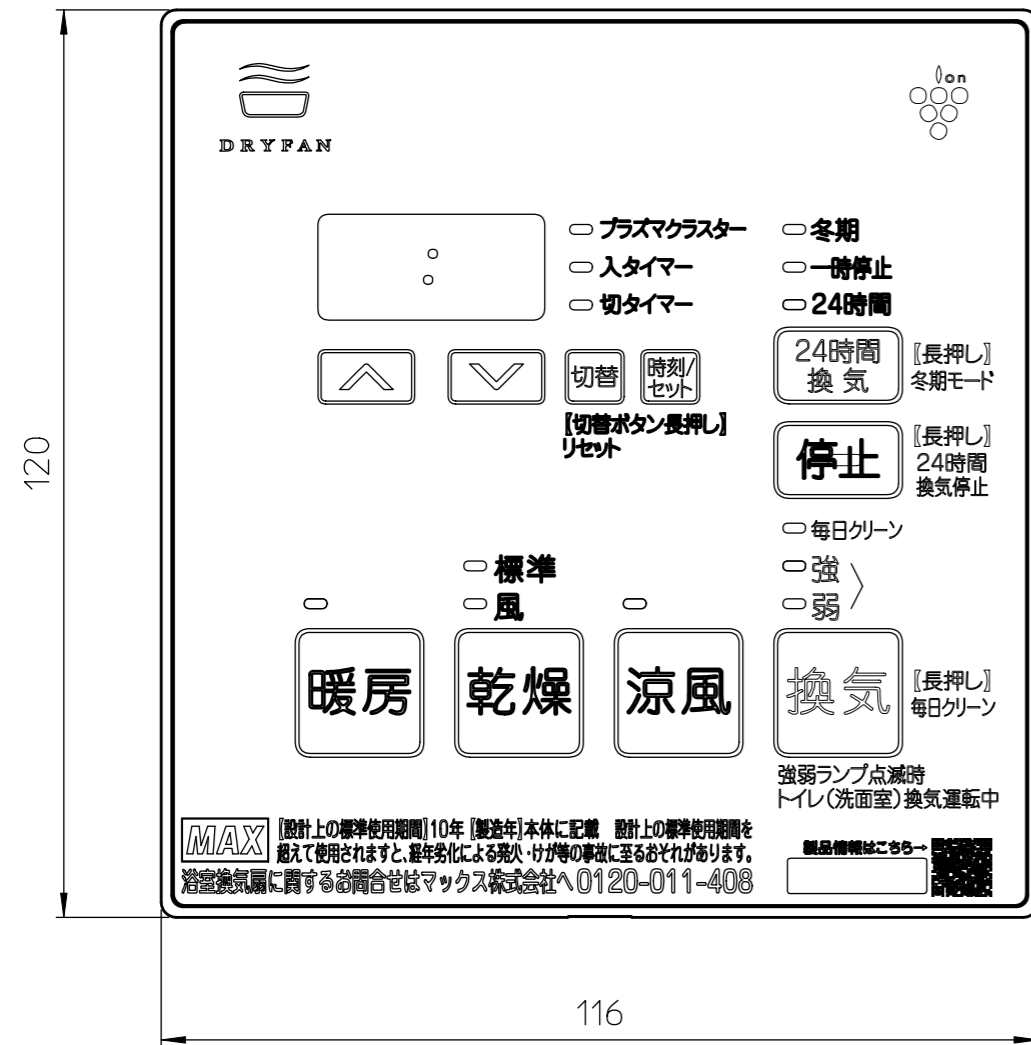 DRYFAN
ion
プラズマクラスター
入タイマー
切タイマー
冬期
一時停止
24時間
切替
時刻/
セット
24時間
換気
〖長押し〗
冬期モード
〖切替ボタン長押し〗
リセット
停止
〖長押し〗
24時間
換気停止
毎日クリーン
標準
風
強
弱
暖房
乾燥
涼風
換気
〖長押し〗
毎日クリーン
強弱ランプ点滅時
トイレ(洗面室)換気運転中
MAX
〖設計上の標準使用期間〗10年〖製造年〗本体に記載 設計上の標準使用期間を
超えて使用されますと、経年劣化による発火・けが等の事故に至るおそれがあります。
浴室換気扇に関するお問合せはマックス株式会社へ0120-011-408
製品情報はこちら→
120
116